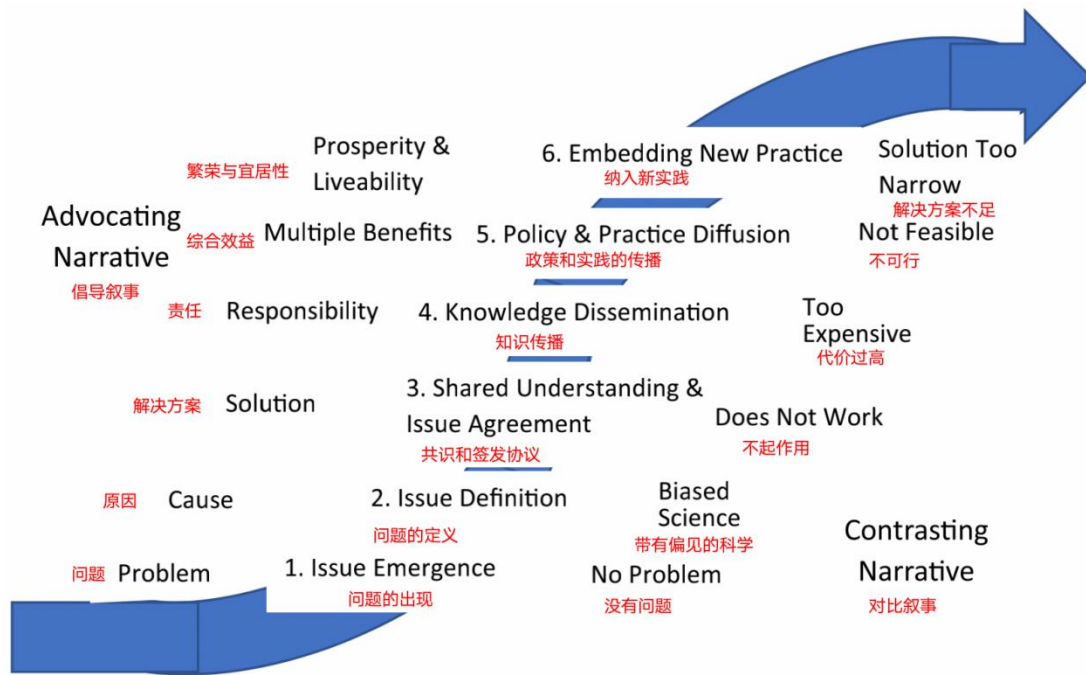 Prosperity &
Liveability
繁荣与宜居性
6. Embedding New Practice
纳入新实践
Solution Too
Narrow
解决方案不足
Advocating
Narrative
倡导叙事
综合效益
Multiple Benefits
5. Policy & Practice Diffusion
政策和实践的传播
Not Feasible
不可行
责任
Responsibility
4. Knowledge Dissemination
知识传播
Too
Expensive
代价过高
解决方案
Solution
3. Shared Understanding &
Issue Agreement
共识和签发协议
Does Not Work
不起作用
原因
Cause
2. Issue Definition
问题的定义
Biased
Science
带有偏见的科学
Contrasting
Narrative
对比叙事
问题
Problem
1. Issue Emergence
问题的出现
No Problem
没有问题